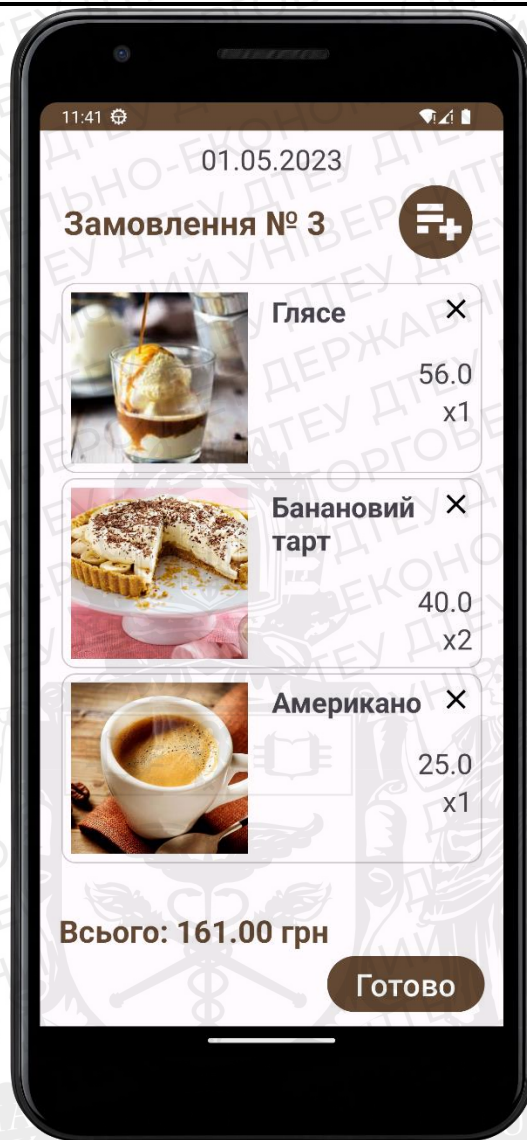 11:41
01.05.2023
Замовлення № 3
Глясе
56.0
x1
Банановий
тарт
40.0
x2
Американо
25.0
x1
Всього: 161.00 грн
Готово